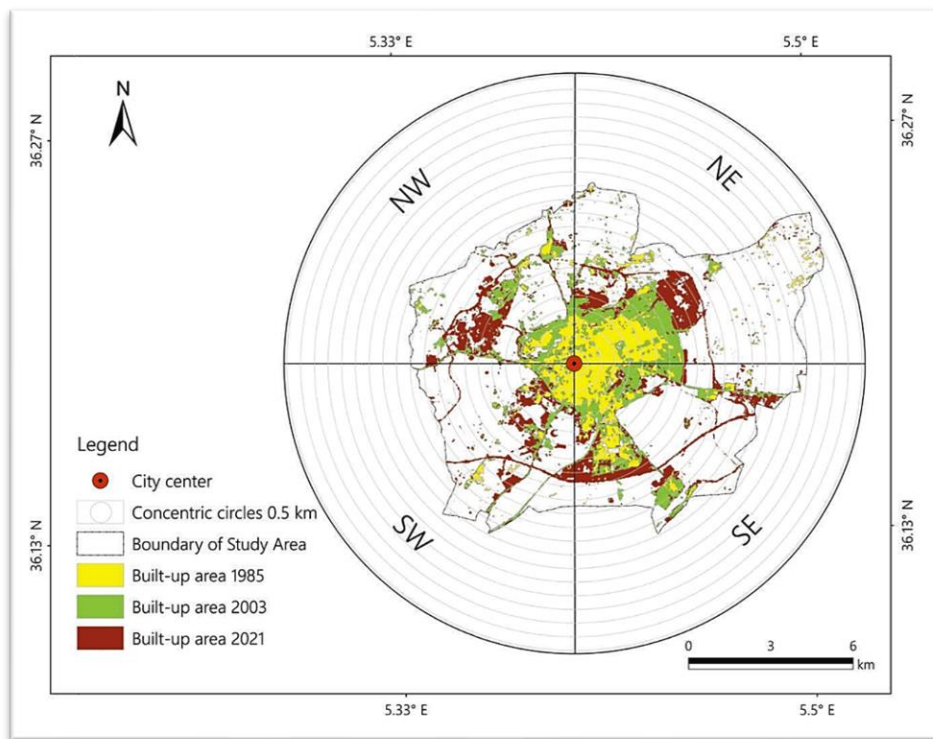 5.33° E
5.5° E
N
36.27° N
36.27° N
NW
NE
SW
SE
Legend
City center
Concentric circles 0.5 km
Boundary of Study Area
Built-up area 1985
Built-up area 2003
Built-up area 2021
36.13° N
36.13° N
0 3 6
km
5.33° E
5.5° E